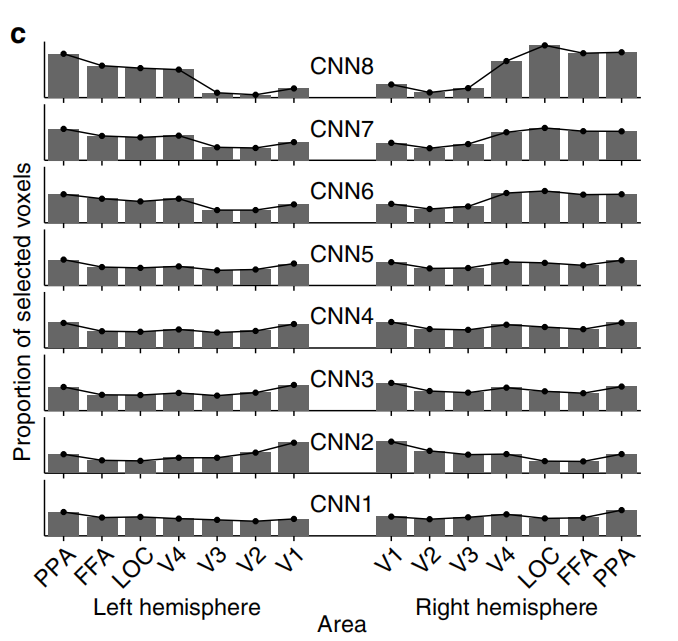 c
Proportion of selected voxels
CNN8
CNN7
CNN6
CNN5
CNN4
CNN3
CNN2
CNN1
PPA FFA LOC V4 V3 V2 V1 V1 V2 V3 V4 LOC FFA PPA
Left hemisphere Right hemisphere
Area